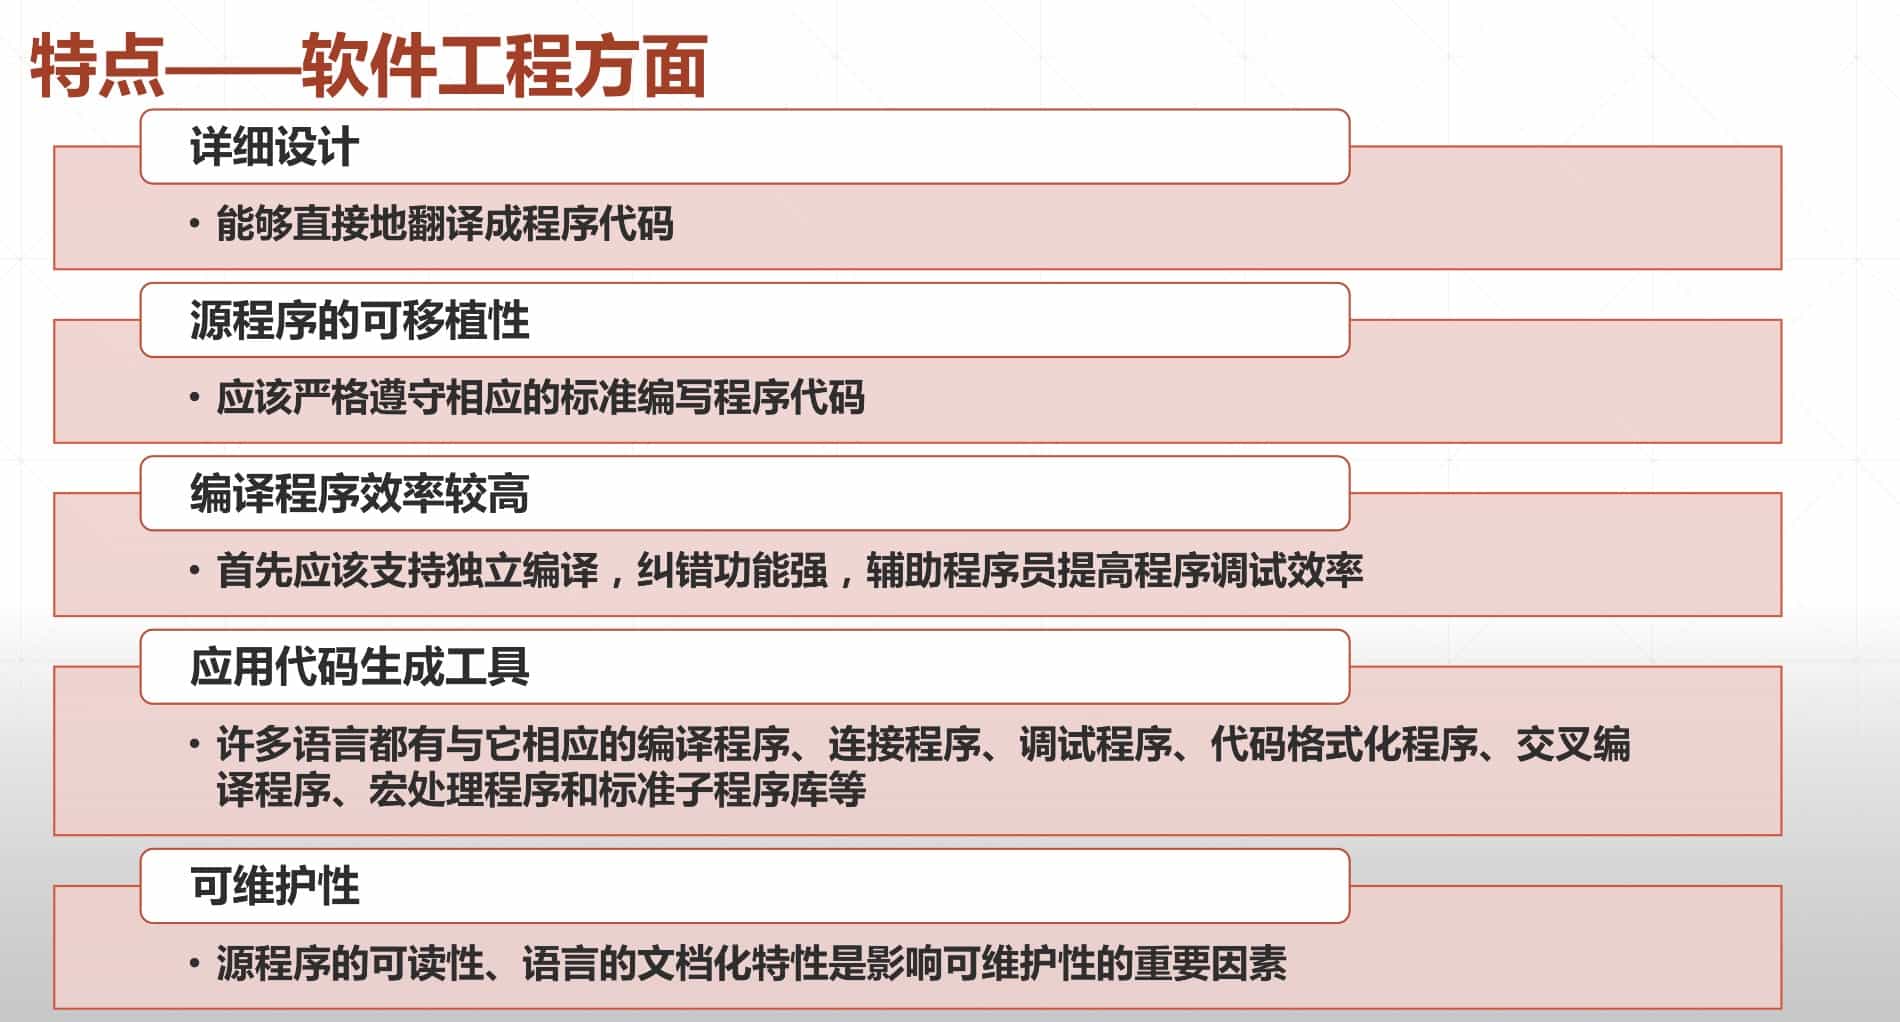 特点——软件工程方面
详细设计
• 能够直接地翻译成程序代码
源程序的可移植性
• 应该严格遵守相应的标准编写程序代码
编译程序效率较高
• 首先应该支持独立编译，纠错功能强，辅助程序员提高程序调试效率
应用代码生成工具
• 许多语言都有与它相应的编译程序、连接程序、调试程序、代码格式化程序、交叉编
译程序、宏处理程序和标准子程序库等
可维护性
• 源程序的可读性、语言的文档化特性是影响可维护性的重要因素